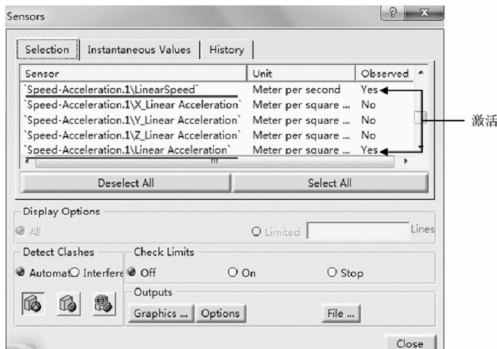 Sensors
Selection Instantaneous Values History
Sensor Unit Observed
`Speed-Acceleration.1\LinearSpeed` Meter per second Yes
`Speed-Acceleration.1\X_Linear Acceleration` Meter per square ... No
`Speed-Acceleration.1\Y_Linear Acceleration` Meter per square ... No
`Speed-Acceleration.1\Z_Linear Acceleration` Meter per square ... No
`Speed-Acceleration.1\Linear Acceleration` Meter per square ... Yes
激活
Deselect All Select All
Display Options
All Limited Lines
Detect Clashes Check Limits
Automat Interfere Off On Stop
Outputs
Graphics ... Options File ...
Close